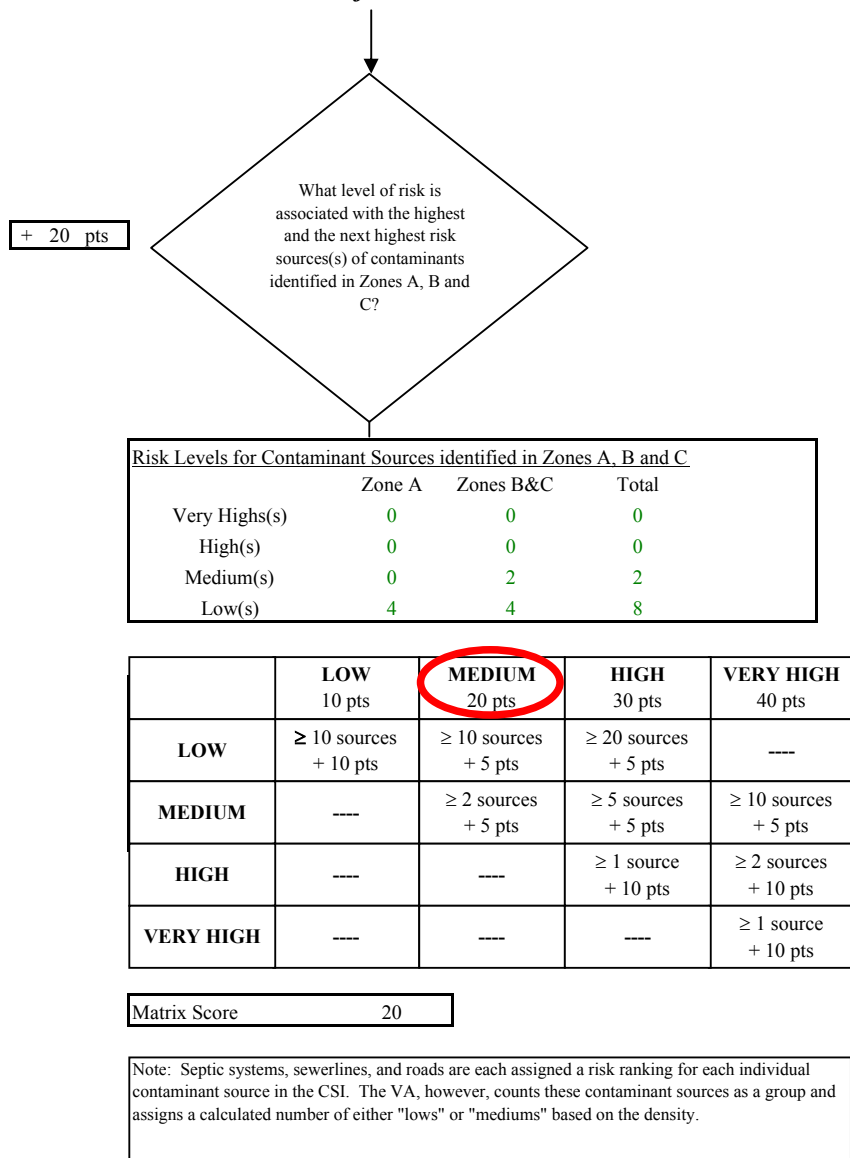 What level of risk is
associated with the highest
and the next highest risk
sources(s) of contaminants
identified in Zones A, B and
C?
+ 20 pts
Risk Levels for Contaminant Sources identified in Zones A, B and C
Zone A Zones B&C Total
Very Highs(s) 0 0 0
High(s) 0 0 0
Medium(s) 0 2 2
Low(s) 4 4 8
LOW MEDIUM HIGH VERY HIGH
10 pts 20 pts 30 pts 40 pts
LOW ≥ 10 sources + 10 pts ≥ 10 sources + 5 pts ≥ 20 sources + 5 pts ----
MEDIUM ---- ≥ 2 sources + 5 pts ≥ 5 sources + 5 pts ≥ 10 sources + 5 pts
HIGH ---- ---- ≥ 1 source + 10 pts ≥ 2 sources + 10 pts
VERY HIGH ---- ---- ---- ≥ 1 source + 10 pts
Matrix Score 20
Note: Septic systems, sewerlines, and roads are each assigned a risk ranking for each individual
contaminant source in the CSI. The VA, however, counts these contaminant sources as a group and
assigns a calculated number of either "lows" or "mediums" based on the density.